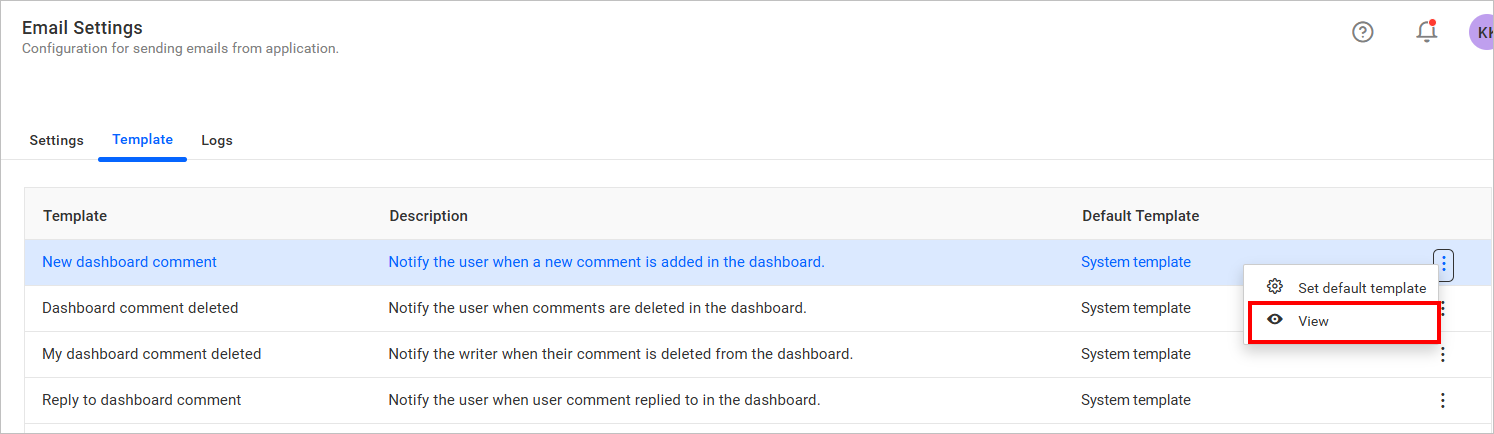 Email Settings
Configuration for sending emails from application.
KK
Settings Template Logs
Template Description Default Template
New dashboard comment Notify the user when a new comment is added in the dashboard. System template
Set default template
Dashboard comment deleted Notify the user when comments are deleted in the dashboard. System template
View
My dashboard comment deleted Notify the writer when their comment is deleted from the dashboard. System template
Reply to dashboard comment Notify the user when user comment replied to in the dashboard. System template